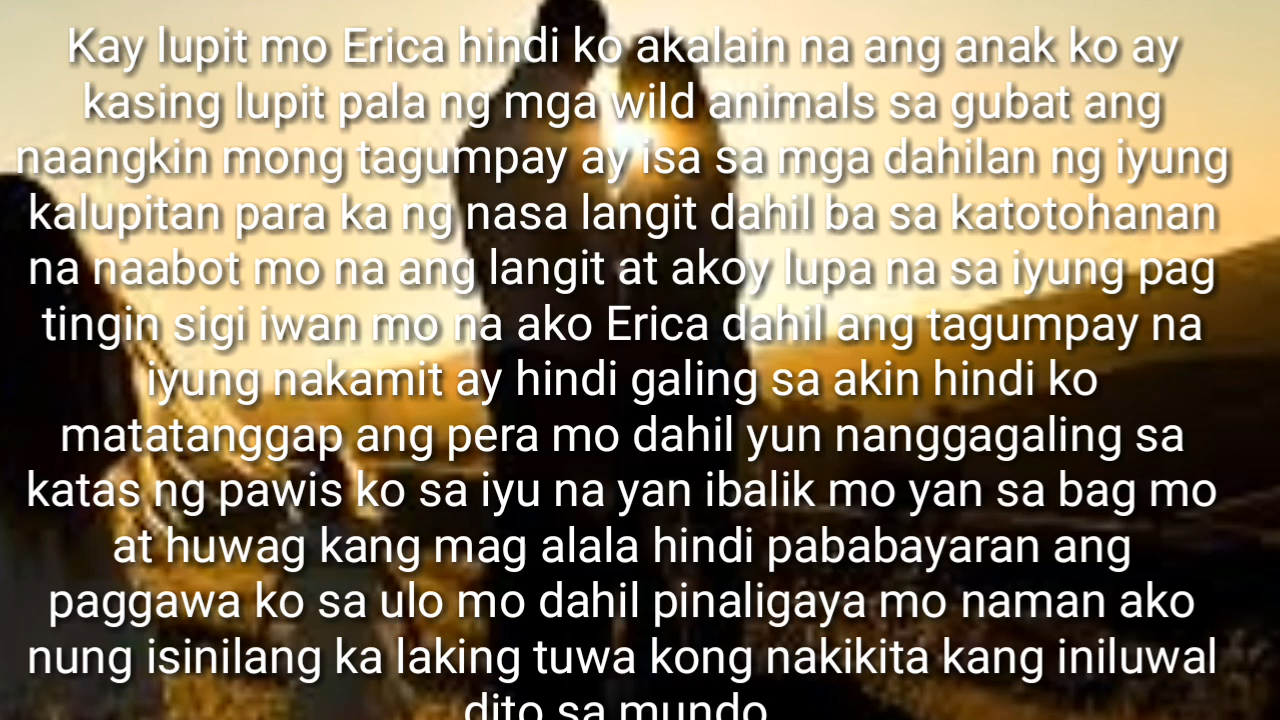 Kay lupit mo Erica hindi ko akalain na ang anak ko ay
kasing lupit pala ng mga wild animals sa gubat ang
naangkin mong tagumpay ay isa sa mga dahilan ng iyung
kalupitan para ka ng nasa langit dahil ba sa katotohanan
na naabot mo na ang langit at akoy lupa na sa iyung pag
tingin sigi iwan mo na ako Erica dahil ang tagumpay na
iyung nakamit ay hindi galing sa akin hindi ko
matatanggap ang pera mo dahil yun nanggagaling sa
katas ng pawis ko sa iyu na yan ibalik mo yan sa bag mo
at huwag kang mag alala hindi pababayaran ang
paggawa ko sa ulo mo dahil pinaligaya mo naman ako
nung isinilang ka laking tuwa kong nakikita kang iniluwal
dito sa mundo